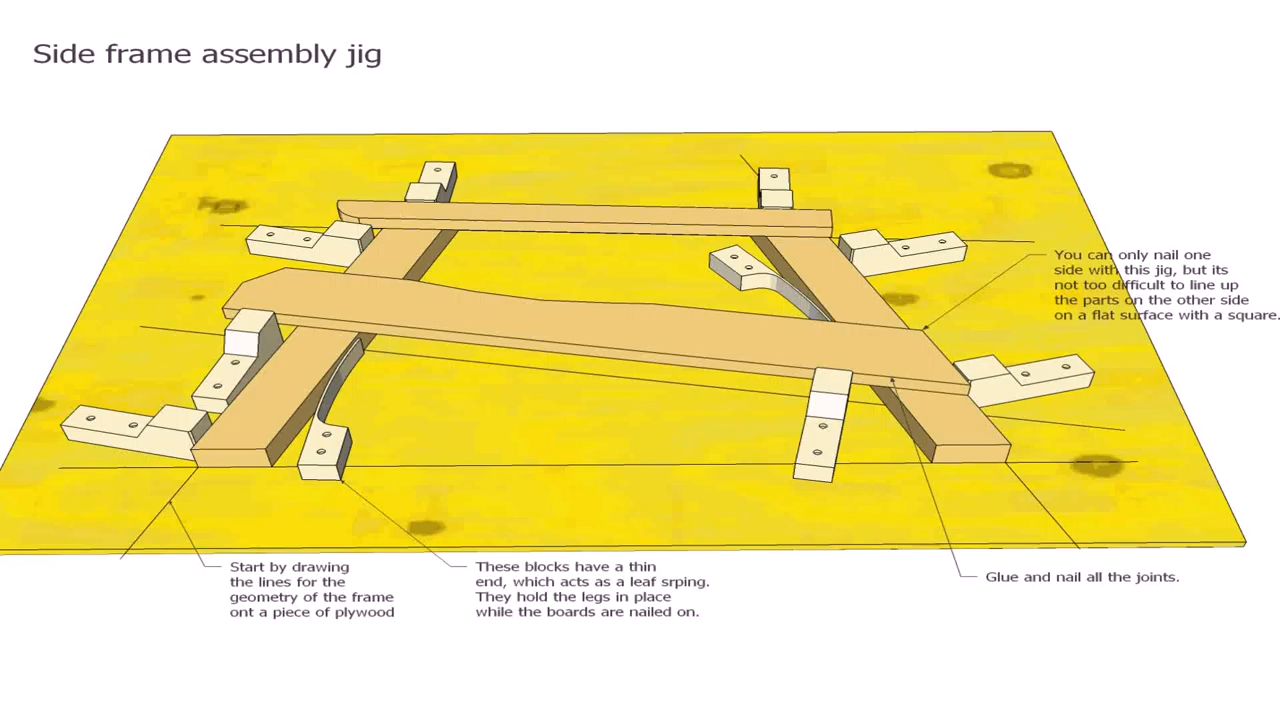 Side frame assembly jig
You can only nail one
side with this jig, but its
not too difficult to line up
the parts on the other side
on a flat surface with a square.
Start by drawing
the lines for the
geometry of the frame
ont a piece of plywood
These blocks have a thin
end, which acts as a leaf srping.
They hold the legs in place
while the boards are nailed on.
Glue and nail all the joints.